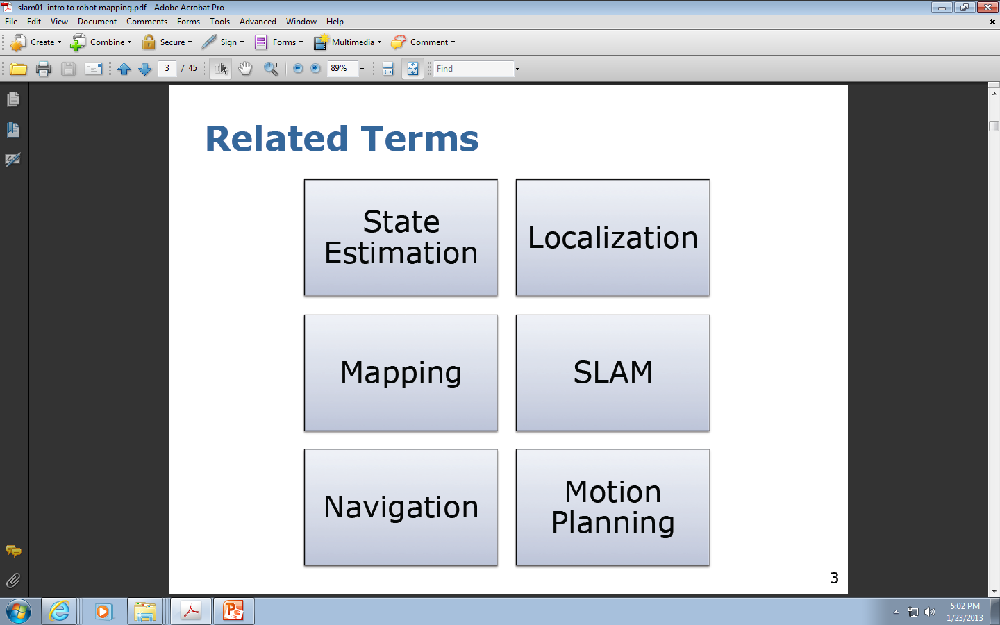 slam01-intro to robot mapping.pdf - Adobe Acrobat Pro
File Edit View Document Comments Forms Tools Advanced Window Help
Create Combine Secure Sign Forms Multimedia Comment
3 / 45 89% Find
Related Terms
State
Estimation
Localization
Mapping
SLAM
Navigation
Motion
Planning
3
5:02 PM
1/23/2013